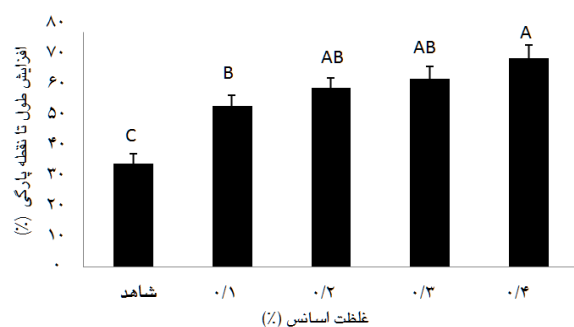 افزایش طول تا نقطه پارگی (%)
۸۰
۷۰
۶۰
۵۰
۴۰
۳۰
۲۰
۱۰
۰
C
B
AB
AB
A
شاهد
۰/۱
۰/۲
۰/۳
۰/۴
غلظت اسانس (%)